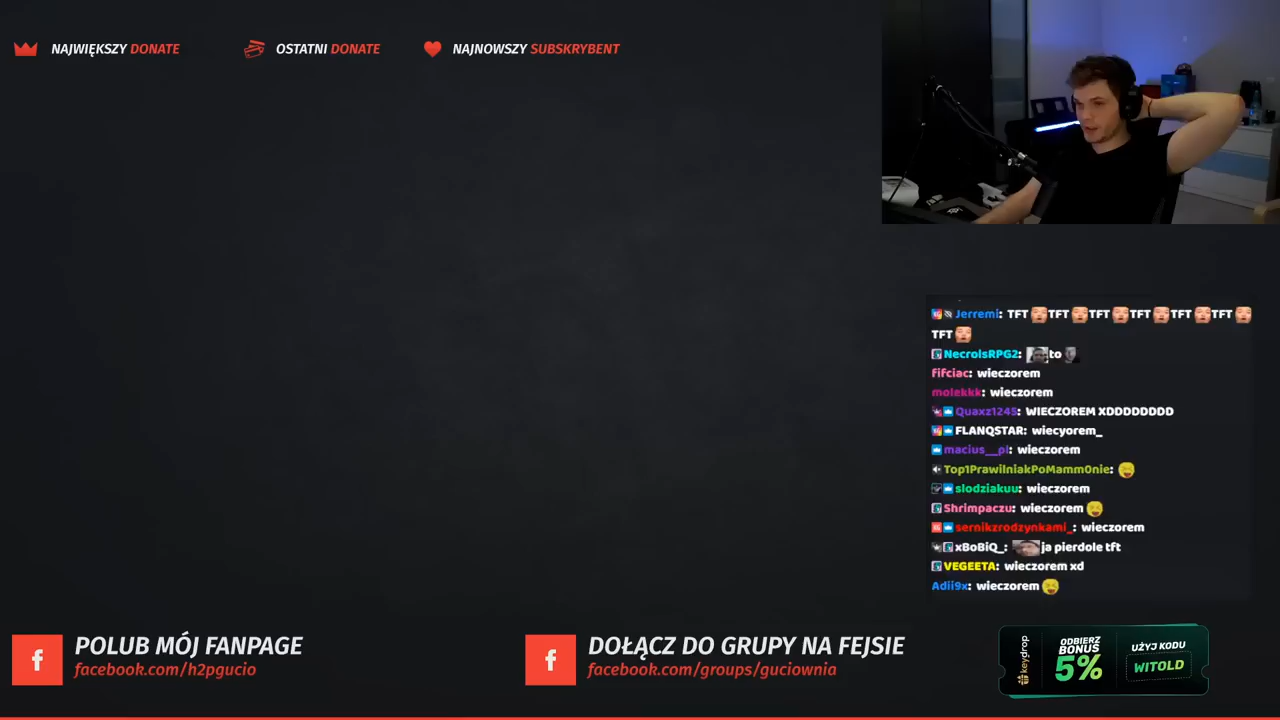 NAJWIĘKSZY DONATE
OSTATNI DONATE
NAJNOWSZY SUBSKRYBENT
Jerremi: TFT TFT TFT TFT TFT TFT
TFT
NecrolsRPG2: to
fifciac: wieczorem
molekkk: wieczorem
Quaxz1245: WIECZOREM XDDDDDDDD
FLANQSTAR: wiecyorem_
macius__pl: wieczorem
Top1PrawilniakPoMamm0nie:
slodziakuu: wieczorem
Shrimpaczu: wieczorem
sernikzrodzynkami_: wieczorem
xBoBiQ_: ja pierdole tft
VEGEETA: wieczorem xd
Adii9x: wieczorem
POLUB MÓJ FANPAGE
facebook.com/h2pgucio
DOŁĄCZ DO GRUPY NA FEJSIE
facebook.com/groups/guciownia
keydrop
ODBIERZ
BONUS
5%
UŻYJ KODU
WITOLD